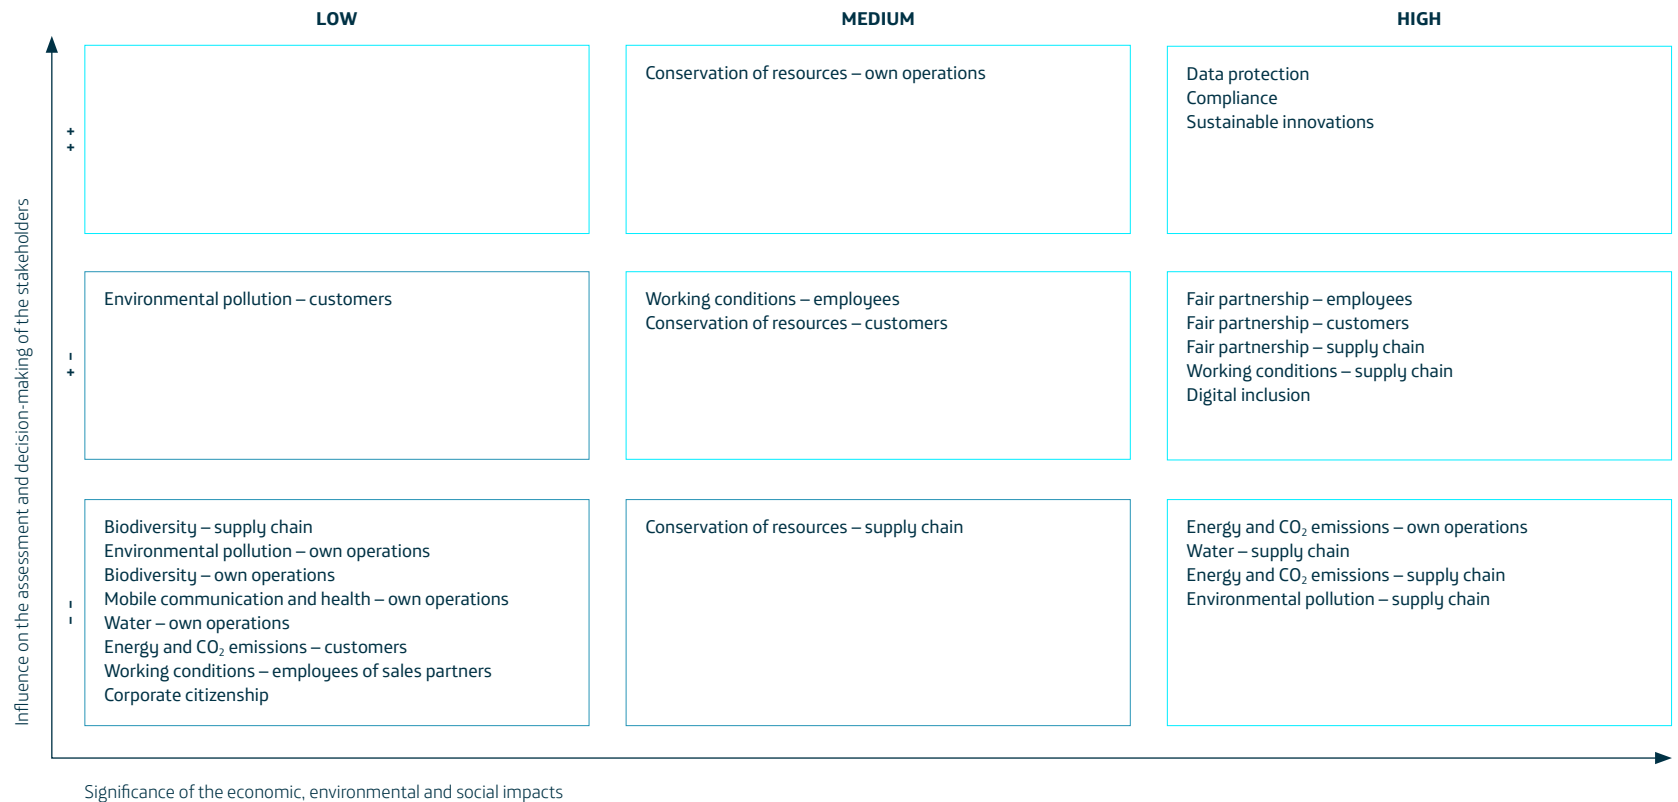 LOW
MEDIUM
HIGH
Influence on the assessment and decision-making of the stakeholders
++
Conservation of resources – own operations
Data protection
Compliance
Sustainable innovations
-+
Environmental pollution – customers
Working conditions – employees
Conservation of resources – customers
Fair partnership – employees
Fair partnership – customers
Fair partnership – supply chain
Working conditions – supply chain
Digital inclusion
--
Biodiversity – supply chain
Environmental pollution – own operations
Biodiversity – own operations
Mobile communication and health – own operations
Water – own operations
Energy and CO₂ emissions – customers
Working conditions – employees of sales partners
Corporate citizenship
Conservation of resources – supply chain
Energy and CO₂ emissions – own operations
Water – supply chain
Energy and CO₂ emissions – supply chain
Environmental pollution – supply chain
Significance of the economic, environmental and social impacts